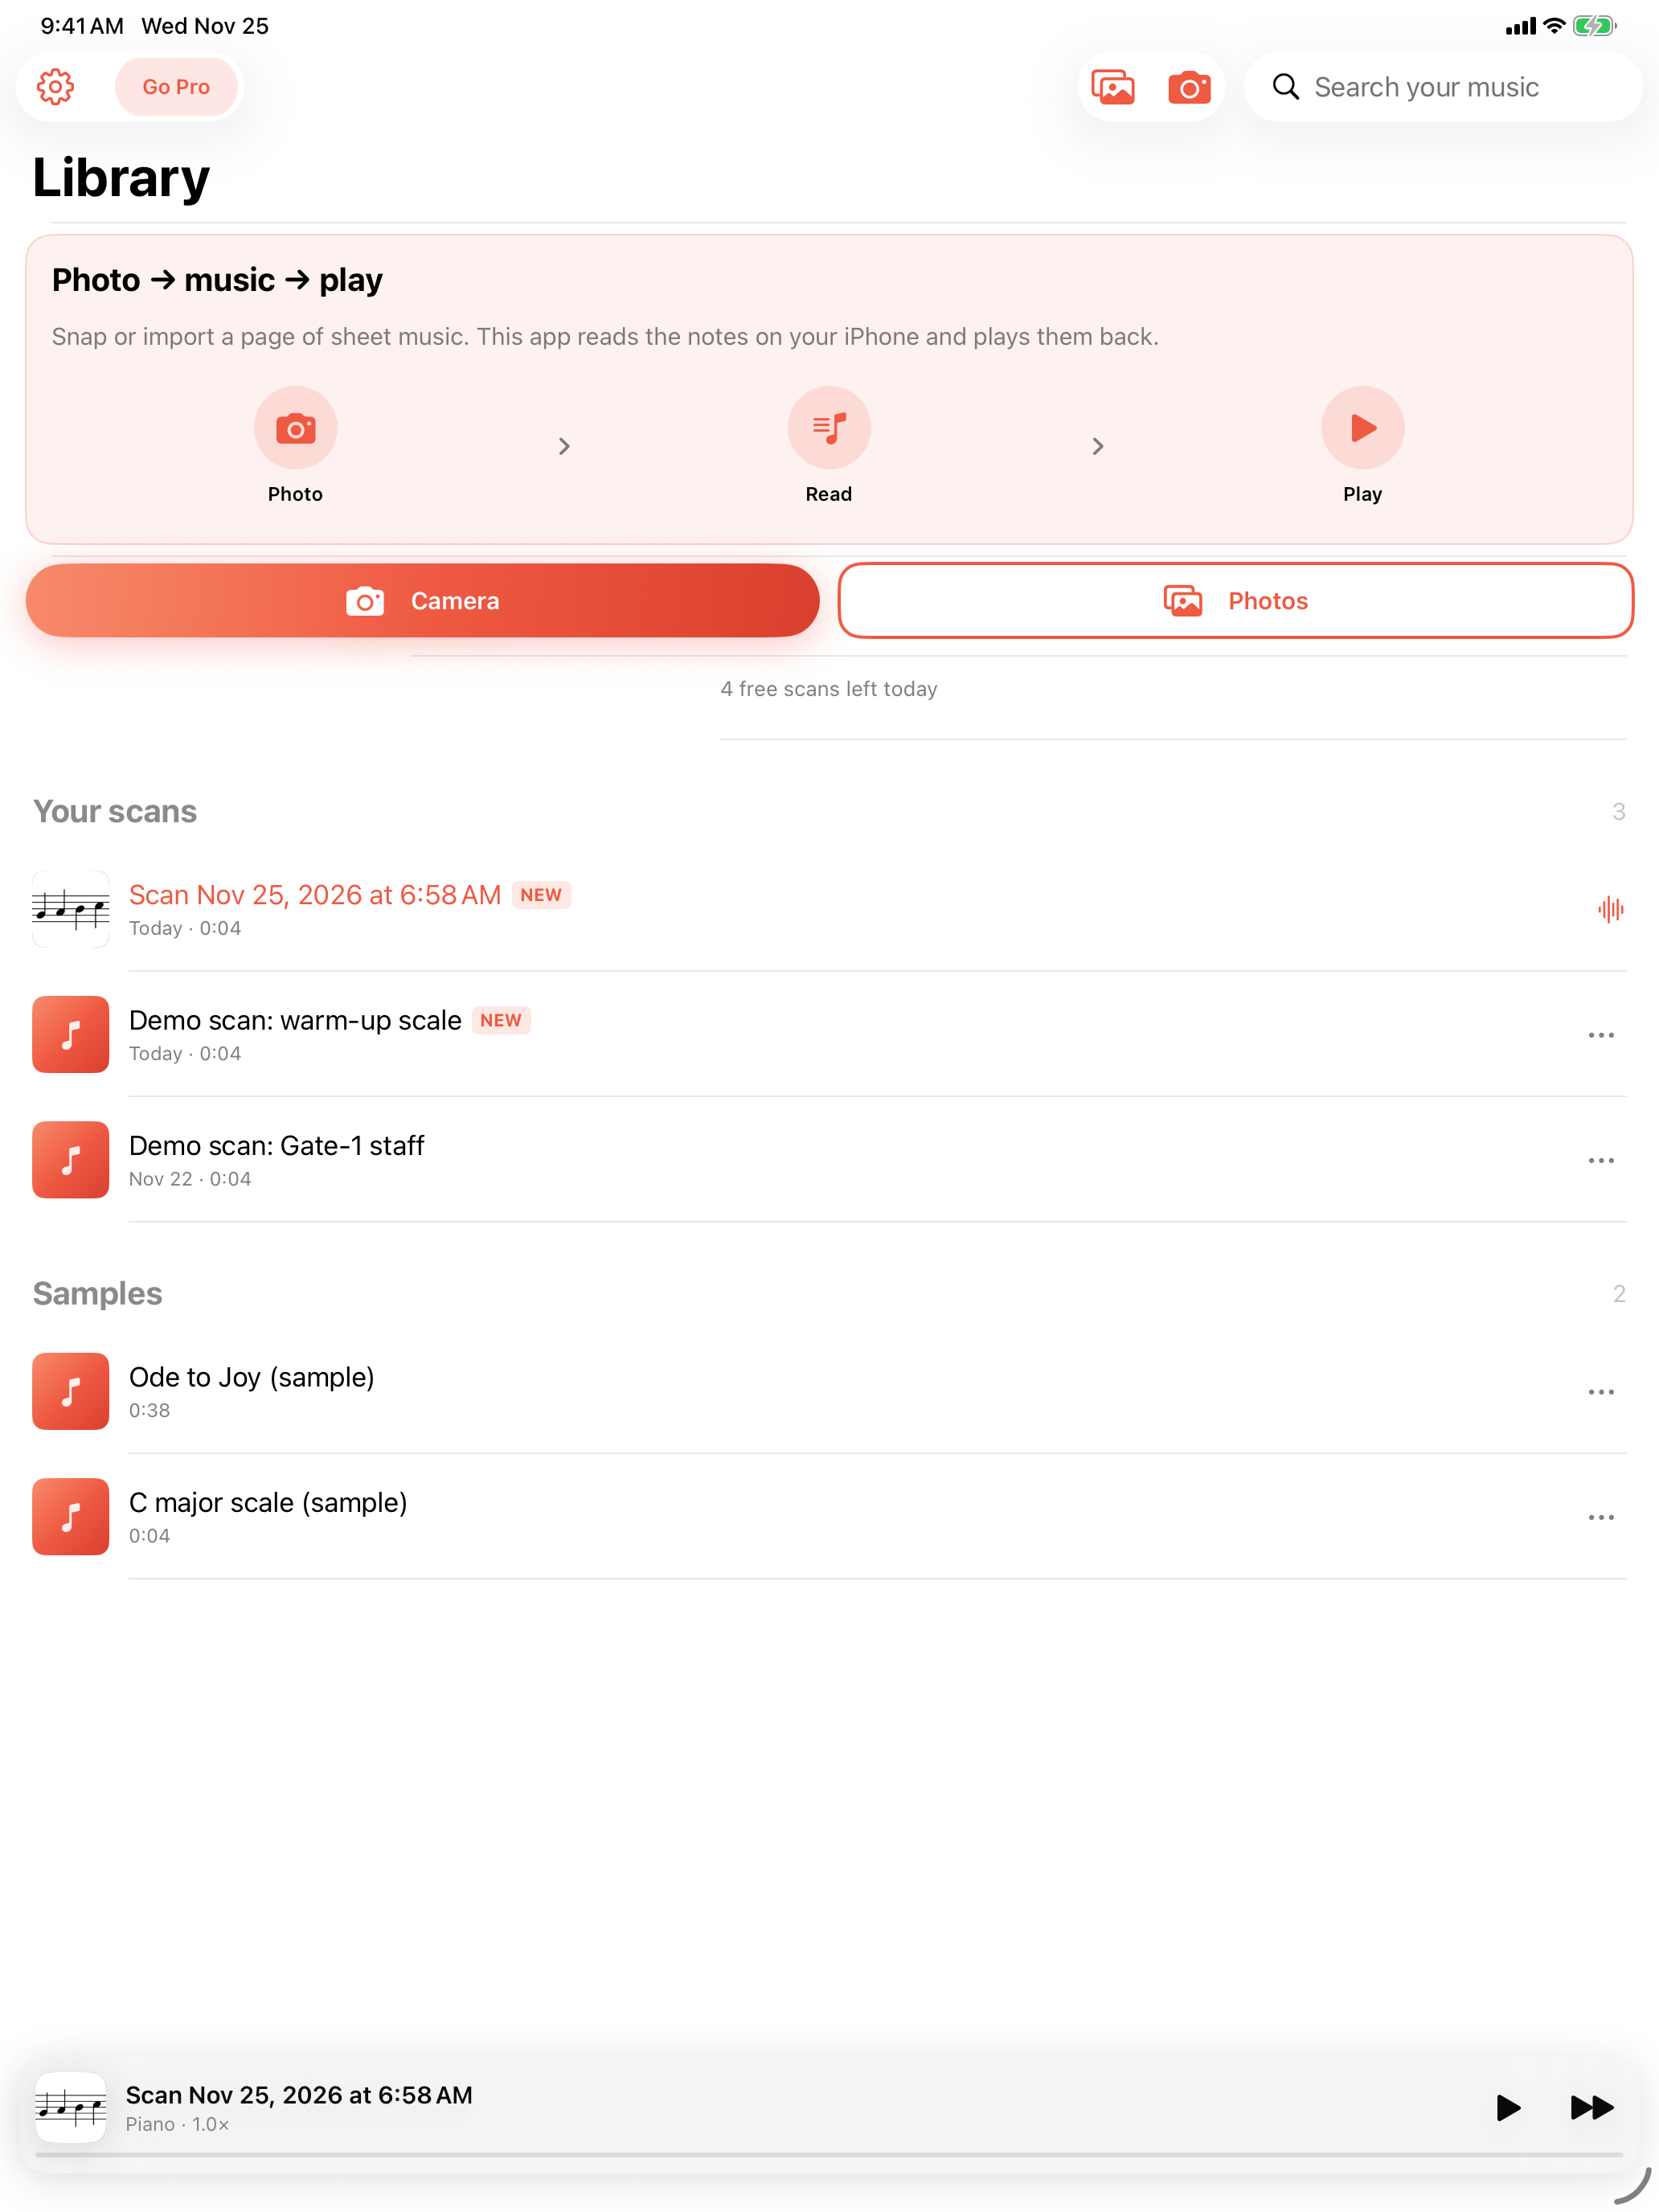 9:41 AM Wed Nov 25
Go Pro
Search your music
Library
Photo → music → play
Snap or import a page of sheet music. This app reads the notes on your iPhone and plays them back.
Photo
Read
Play
Camera
Photos
4 free scans left today
Your scans
3
Scan Nov 25, 2026 at 6:58 AM NEW
Today · 0:04
Demo scan: warm-up scale NEW
Today · 0:04
Demo scan: Gate-1 staff
Nov 22 · 0:04
Samples
2
Ode to Joy (sample)
0:38
C major scale (sample)
0:04
Scan Nov 25, 2026 at 6:58 AM
Piano · 1.0×